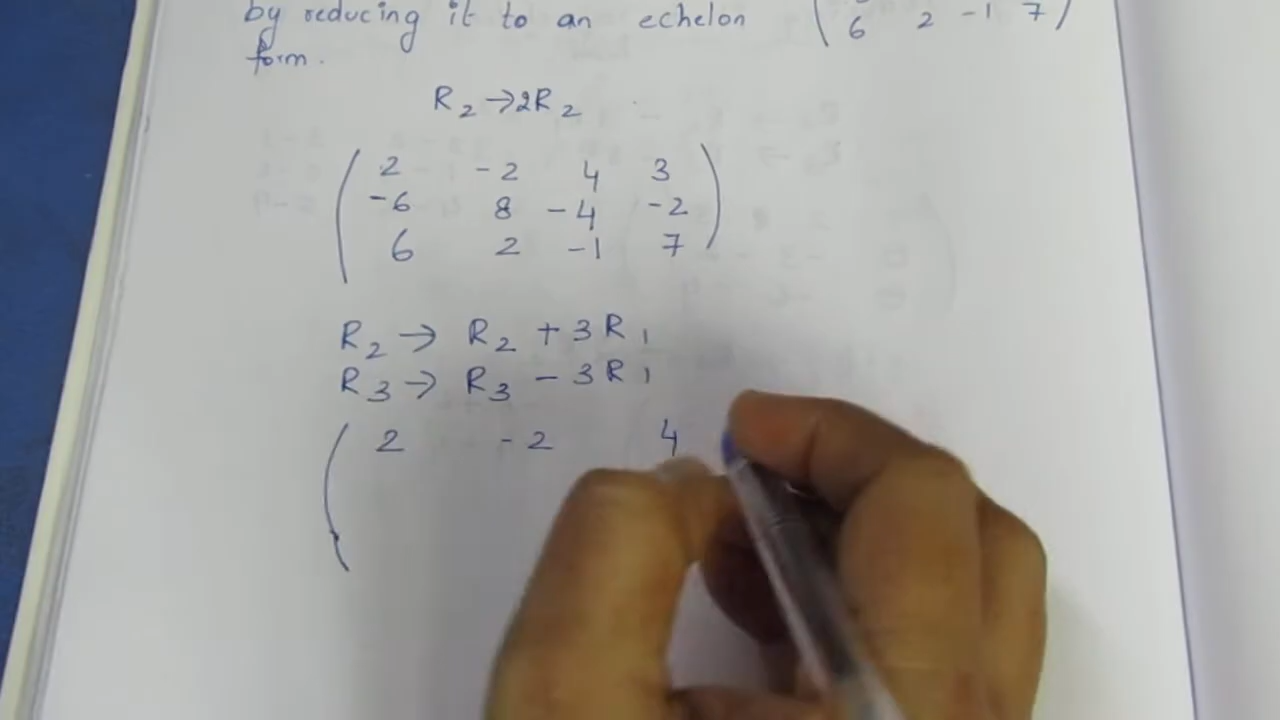 by reducing it to an echelon
form.
6 2 -1 7
R2 → 2R2
2 -2 4 3
-6 8 -4 -2
6 2 -1 7
R2 → R2 + 3R1
R3 → R3 - 3R1
2 -2 4